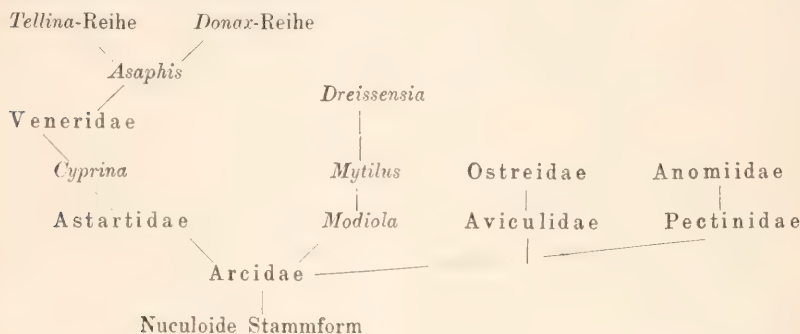 Tellina-Reihe Donax-Reihe
Asaphis
Dreissensia
Veneridae
Cyprina Mytilus Ostreidae Anomiidae
Astartidae Modiola Aviculidae Pectinidae
Arcidae
Nuculoide Stammform